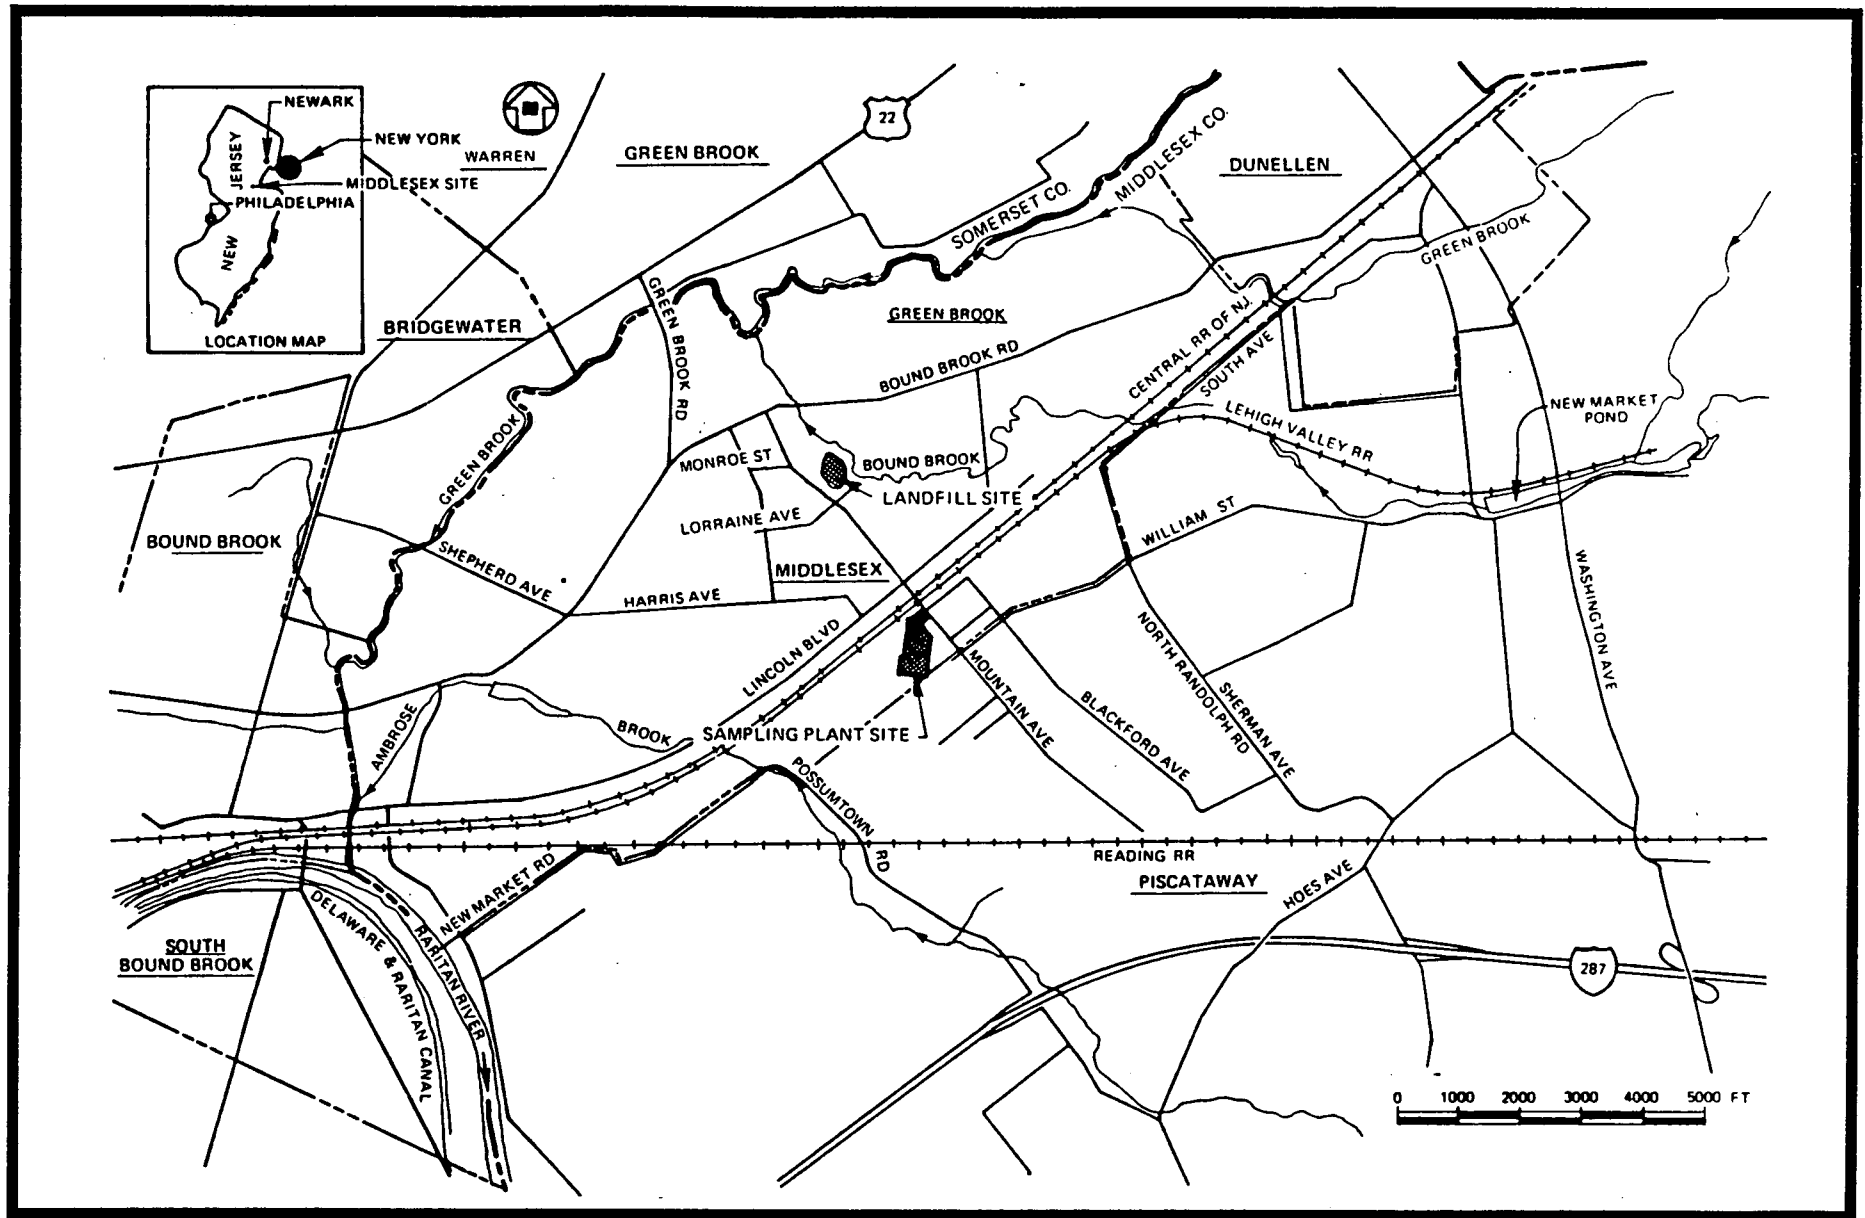 NEWARK
NEW YORK
JERSEY
MIDDLESEX SITE
PHILADELPHIA
NEW
LOCATION MAP
WARREN
GREEN BROOK
22
SOMERSET CO.
MIDDLESEX CO.
DUNELLEN
GREEN BROOK
BRIDGEWATER
GREEN BROOK RD
GREEN BROOK
BOUND BROOK RD
CENTRAL RR OF N.J.
SOUTH AVE
LEHIGH VALLEY RR
NEW MARKET
POND
GREEN BROOK
MONROE ST
BOUND BROOK
LANDFILL SITE
LORRAINE AVE
WILLIAM ST
BOUND BROOK
SHEPHERD AVE
MIDDLESEX
HARRIS AVE
WASHINGTON AVE
LINCOLN BLVD
NORTH RANDOLPH RD
SHERMAN AVE
MOUNTAIN AVE
BLACKFORD AVE
AMBROSE
BROOK
SAMPLING PLANT SITE
POSSUMTOWN
RD
READING RR
PISCATAWAY
HOES AVE
NEW MARKET RD
SOUTH
BOUND BROOK
DELAWARE & RARITAN CANAL
RARITAN RIVER
287
0 1000 2000 3000 4000 5000 FT